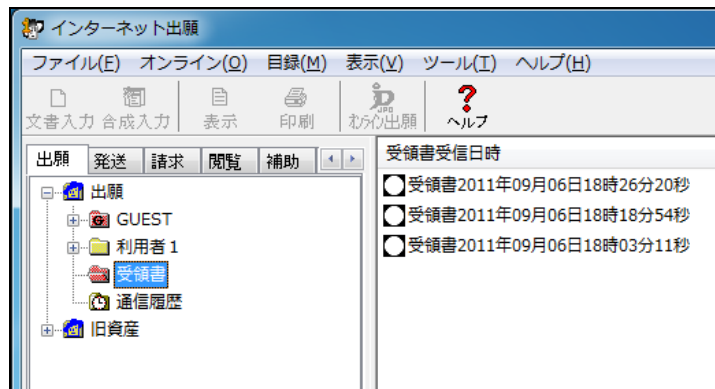 インターネット出願
ファイル(F) オンライン(O) 目録(M) 表示(V) ツール(T) ヘルプ(H)
文書入力 合成入力 表示 印刷 オンライン出願 ヘルプ
出願 発送 請求 閲覧 補助
出願
GUEST
利用者1
受領書
通信履歴
旧資産
受領書受信日時
受領書2011年09月06日18時26分20秒
受領書2011年09月06日18時18分54秒
受領書2011年09月06日18時03分11秒